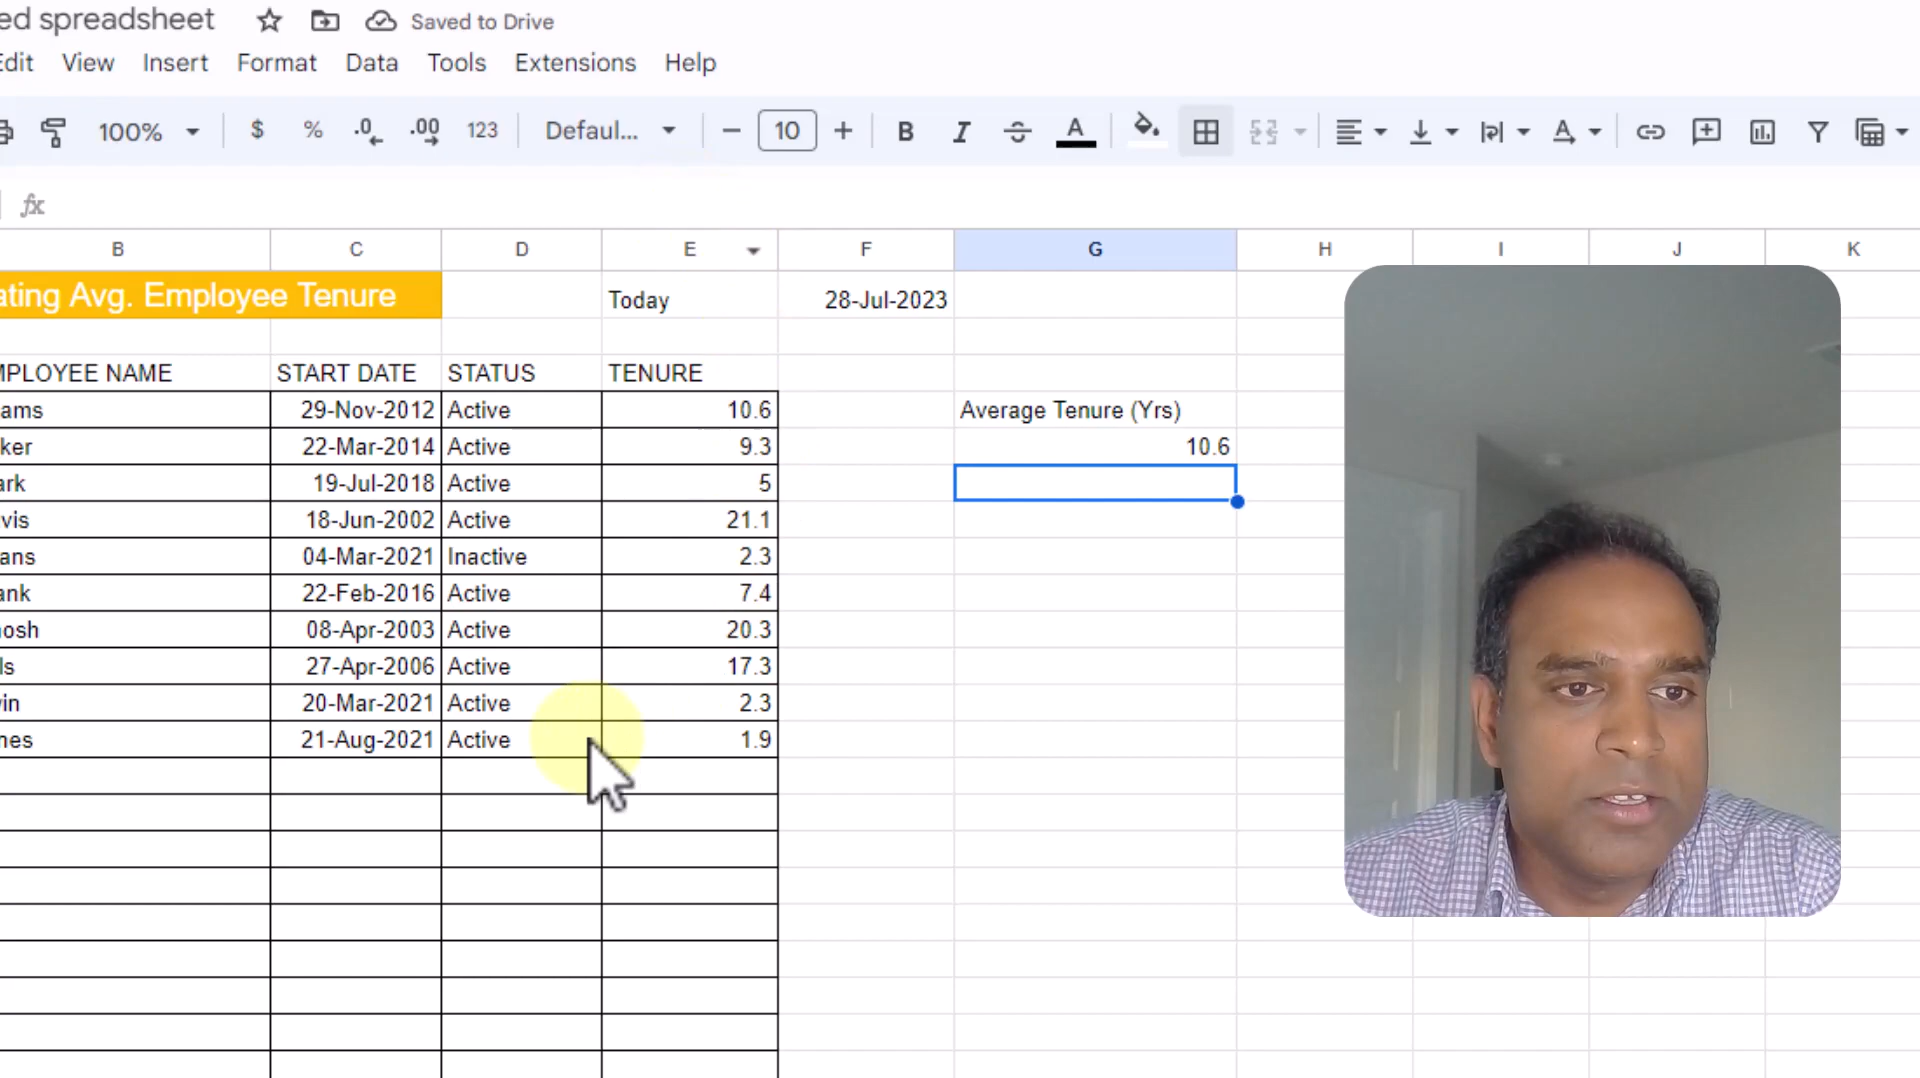 ed spreadsheet Saved to Drive
Edit View Insert Format Data Tools Extensions Help
100% $ % .0 .00 123 Defaul... 10 B I A A
fx
B C D E F G H I J K
ating Avg. Employee Tenure Today 28-Jul-2023
MPLOYEE NAME START DATE STATUS TENURE
ams 29-Nov-2012 Active 10.6 Average Tenure (Yrs)
ker 22-Mar-2014 Active 9.3 10.6
ark 19-Jul-2018 Active 5
vis 18-Jun-2002 Active 21.1
ans 04-Mar-2021 Inactive 2.3
ank 22-Feb-2016 Active 7.4
osh 08-Apr-2003 Active 20.3
ls 27-Apr-2006 Active 17.3
in 20-Mar-2021 Active 2.3
nes 21-Aug-2021 Active 1.9